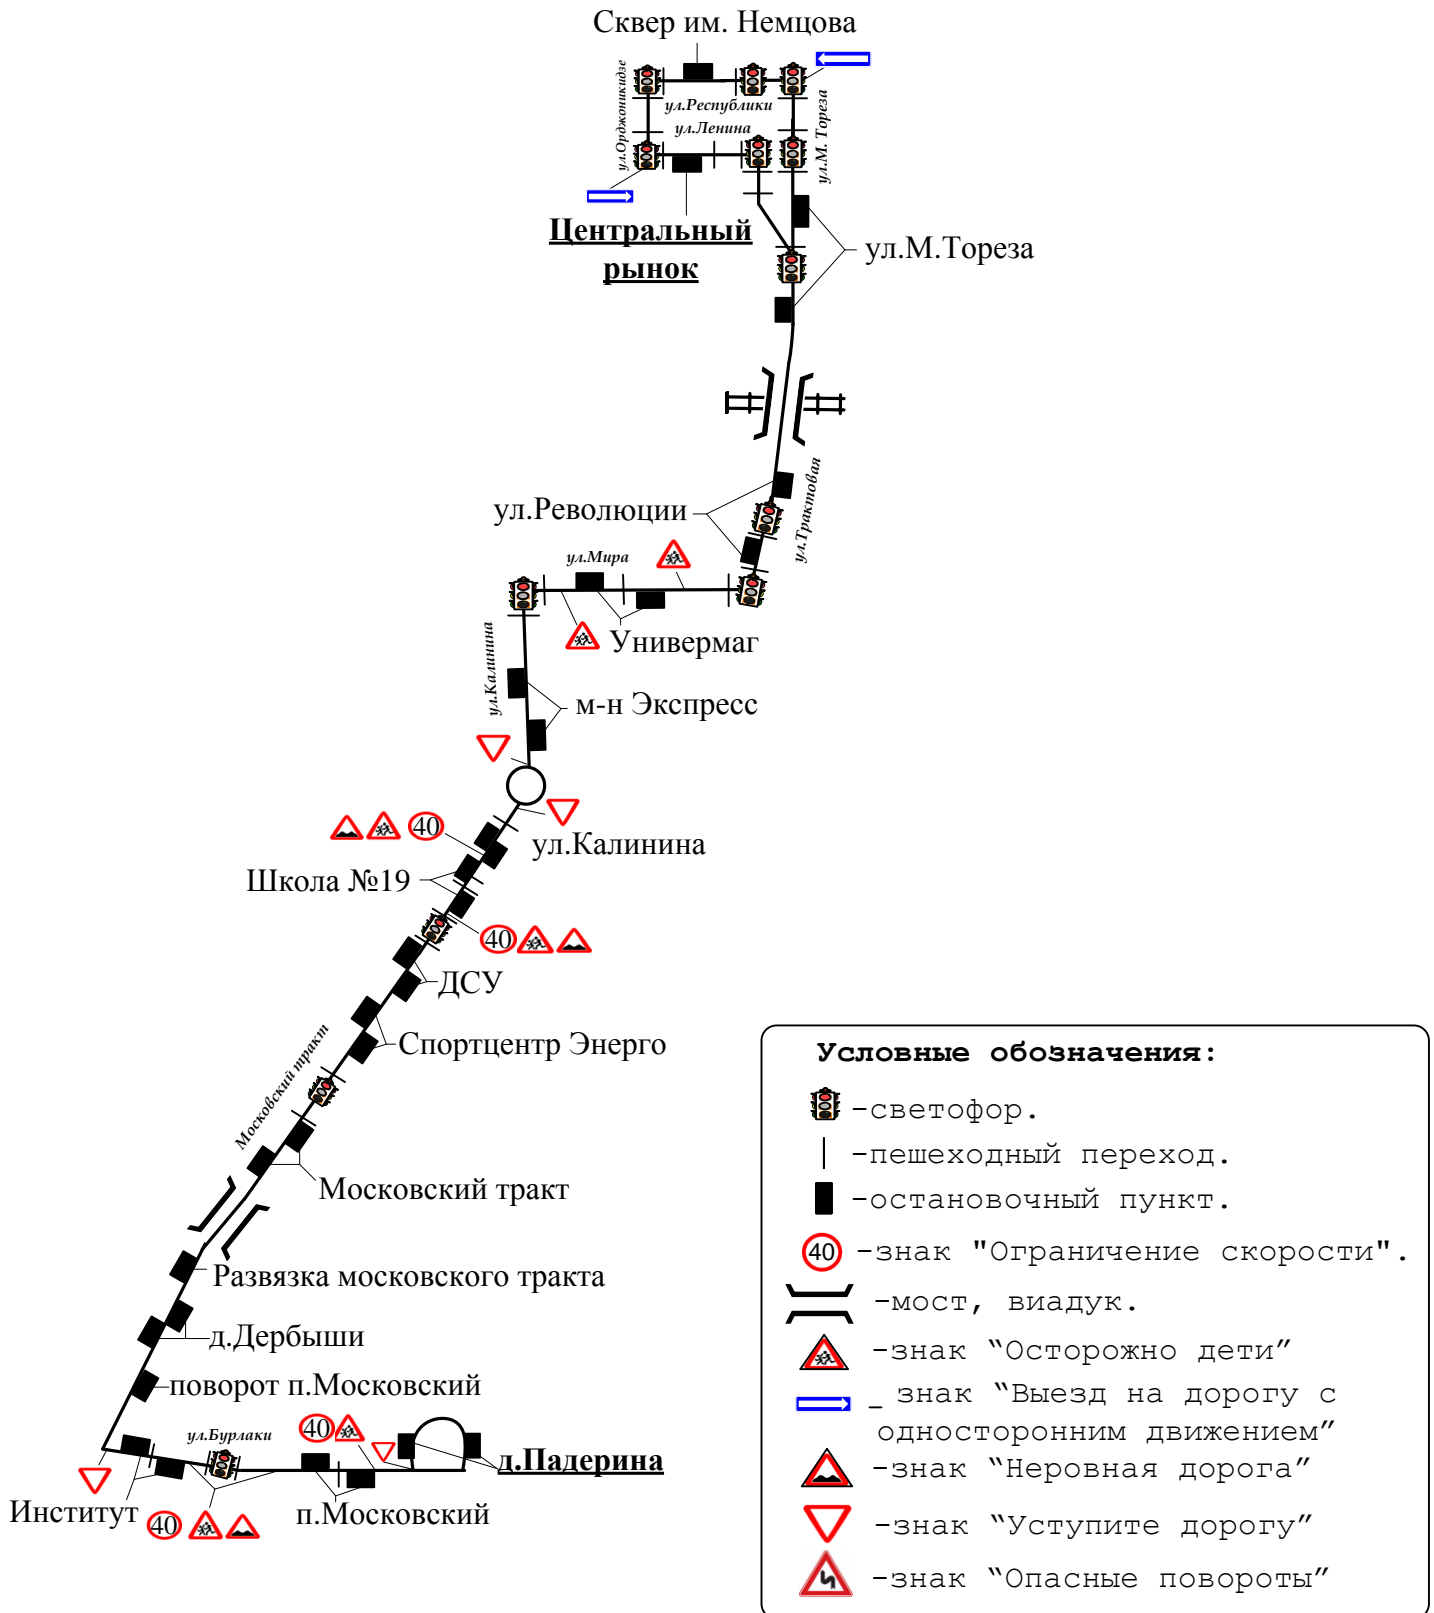 Сквер им. Немцова
ул.Орджоникидзе
ул.Республики
ул.Ленина
ул.М. Тореза
Центральный
рынок
ул.М.Тореза
ул.Революции
ул.Трактовая
ул.Мира
Универмаг
ул.Калинина
м-н Экспресс
40
ул.Калинина
Школа №19
40
ДСУ
Спортцентр Энерго
Московский тракт
Московский тракт
Развязка московского тракта
д.Дербыши
поворот п.Московский
ул.Бурлаки
40
д.Падерина
Институт
40
п.Московский
Условные обозначения:
-светофор.
-пешеходный переход.
-остановочный пункт.
40 -знак "Ограничение скорости".
-мост, виадук.
-знак “Осторожно дети”
_ знак “Выезд на дорогу с
односторонним движением”
-знак “Неровная дорога”
-знак “Уступите дорогу”
-знак “Опасные повороты”